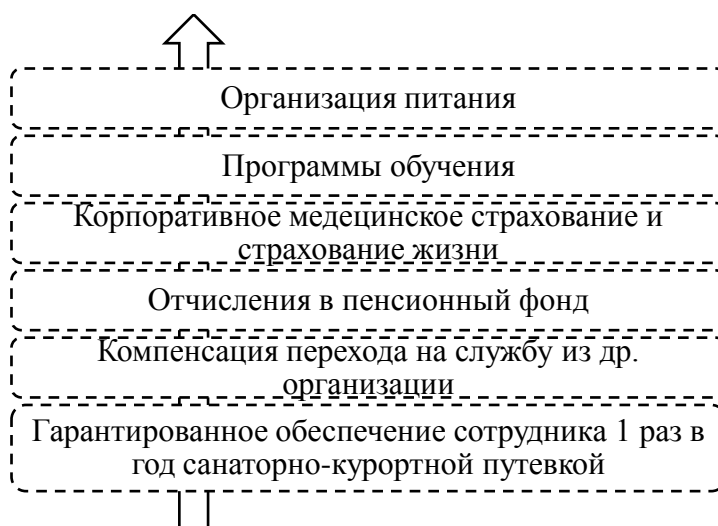 Организация питания
Программы обучения
Корпоративное медецинское страхование и
страхование жизни
Отчисления в пенсионный фонд
Компенсация перехода на службу из др.
организации
Гарантированное обеспечение сотрудника 1 раз в
год санаторно-курортной путевкой